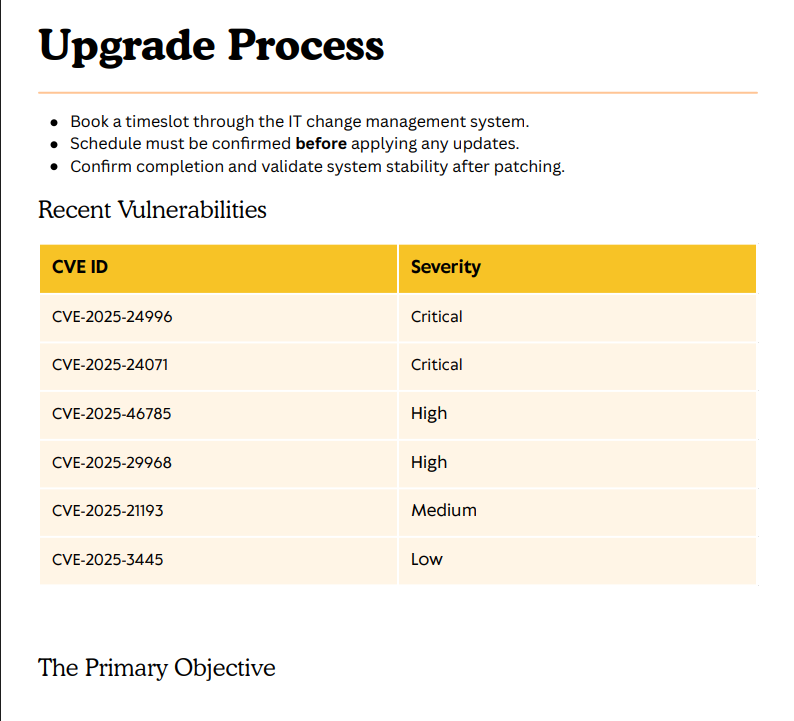 Upgrade Process
• Book a timeslot through the IT change management system.
• Schedule must be confirmed before applying any updates.
• Confirm completion and validate system stability after patching.
Recent Vulnerabilities
CVE ID Severity
CVE-2025-24996 Critical
CVE-2025-24071 Critical
CVE-2025-46785 High
CVE-2025-29968 High
CVE-2025-21193 Medium
CVE-2025-3445 Low
The Primary Objective